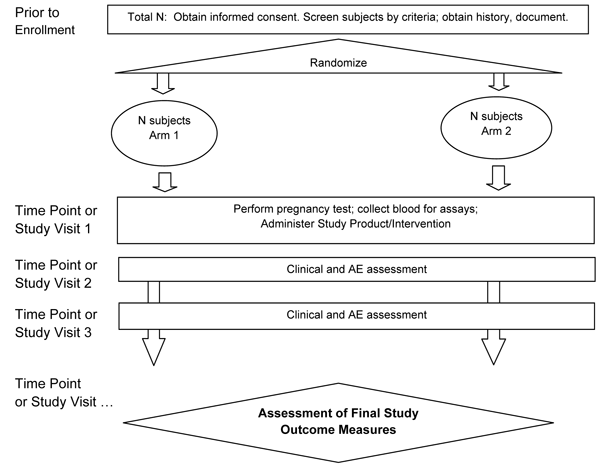 Prior to
Enrollment
Total N:  Obtain informed consent. Screen subjects by criteria; obtain history, document.
Randomize
N subjects
Arm 1
N subjects
Arm 2
Time Point or
Study Visit 1
Perform pregnancy test; collect blood for assays;
Administer Study Product/Intervention
Time Point or
Study Visit 2
Clinical and AE assessment
Time Point or
Study Visit 3
Clinical and AE assessment
Time Point
or Study Visit …
Assessment of Final Study
Outcome Measures